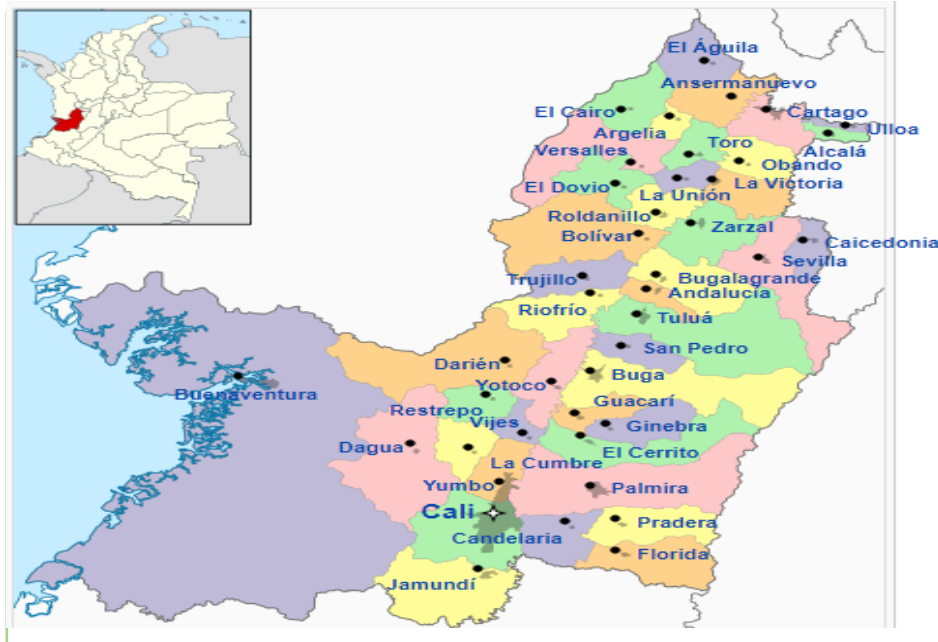 El Águila
Ansermanuevo
El Cairo
Cartago
Argelia
Ulloa
Versalles
Toro
Alcalá
Obando
El Dovio
La Unión
La Victoria
Roldanillo
Zarzal
Bolívar
Caicedonia
Sevilla
Trujillo
Bugalagrande
Andalucía
Riofrío
Tuluá
San Pedro
Darién
Buga
Yotoco
Buenaventura
Restrepo
Guacarí
Vijes
Ginebra
Dagua
El Cerrito
La Cumbre
Yumbo
Palmira
Cali
Pradera
Candelaria
Florida
Jamundí